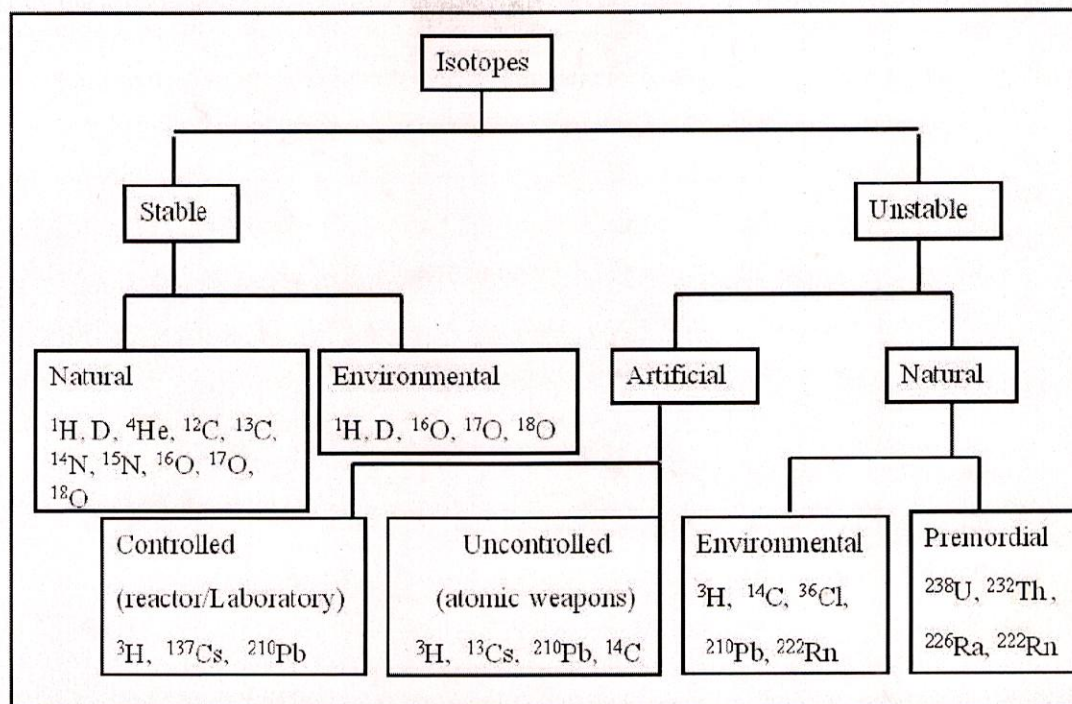 Isotopes
Stable
Unstable
Natural
¹H, D, ⁴He, ¹²C, ¹³C,
¹⁴N, ¹⁵N, ¹⁶O, ¹⁷O,
¹⁸O
Environmental
¹H, D, ¹⁶O, ¹⁷O, ¹⁸O
Artificial
Natural
Controlled
(reactor/Laboratory)
³H, ¹³⁷Cs, ²¹⁰Pb
Uncontrolled
(atomic weapons)
³H, ¹³Cs, ²¹⁰Pb, ¹⁴C
Environmental
³H, ¹⁴C, ³⁶Cl,
²¹⁰Pb, ²²²Rn
Premordial
²³⁸U, ²³²Th,
²²⁶Ra, ²²²Rn